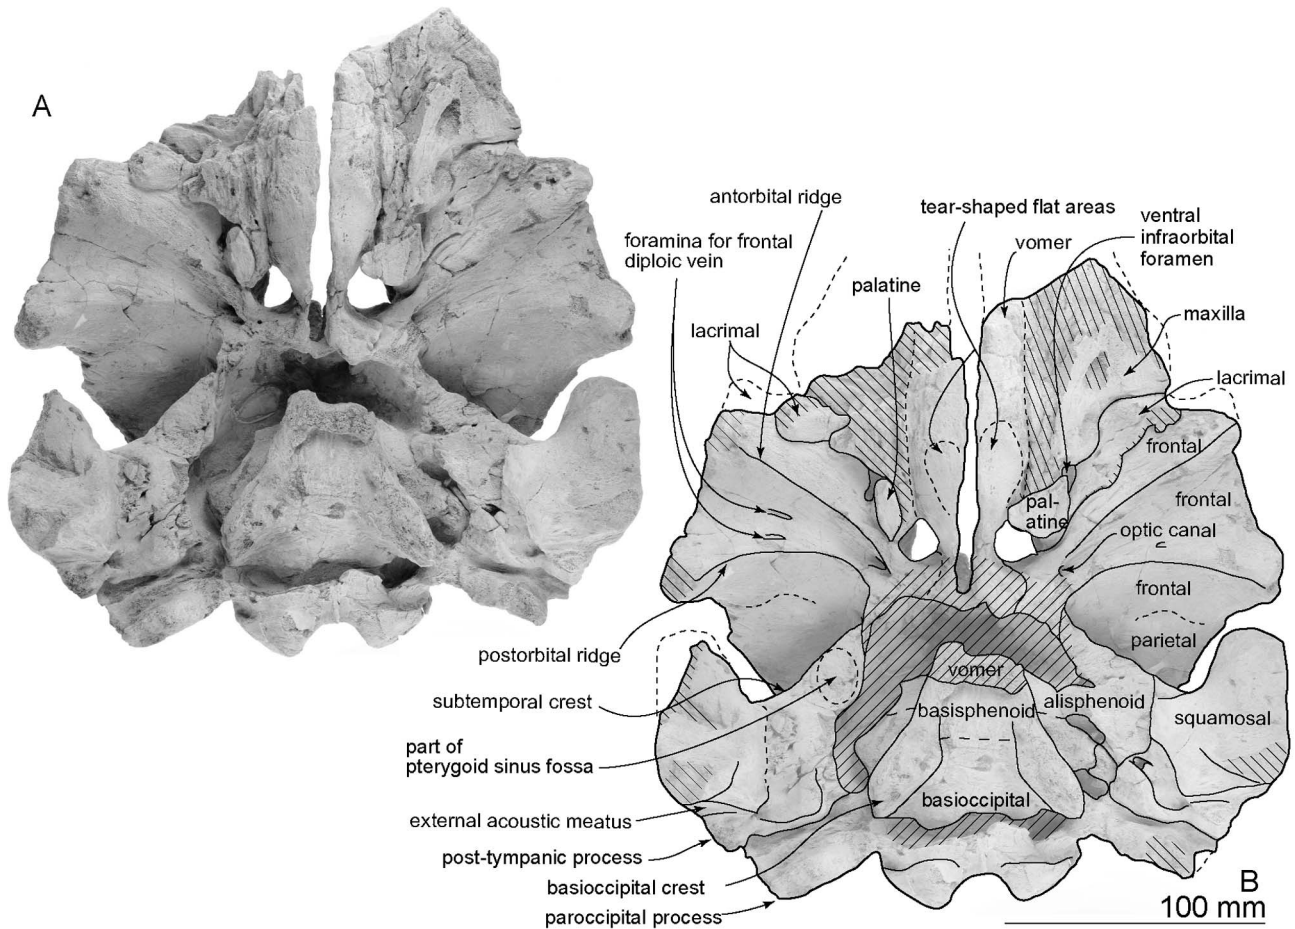 A
antorbital ridge
tear-shaped flat areas
ventral
infraorbital
foramen
foramina for frontal
diploic vein
vomer
palatine
lacrimal
maxilla
lacrimal
frontal
frontal
pal-
atine
optic canal
frontal
parietal
postorbital ridge
vomer
subtemporal crest
alisphenoid
basisphenoid
squamosal
part of
pterygoid sinus fossa
basioccipital
external acoustic meatus
post-tympanic process
basioccipital crest
B
paroccipital process
100 mm